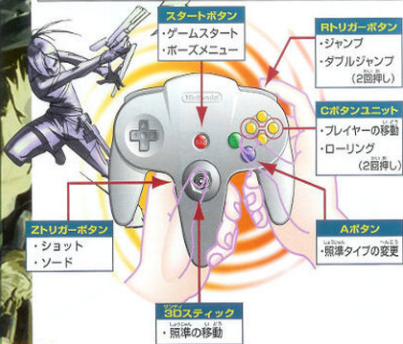 スタートボタン
・ゲームスタート
・ポーズメニュー
Rトリガーボタン
・ジャンプ
・ダブルジャンプ
(2回押し)
Cボタンユニット
・プレイヤーの移動
・ローリング
(2回押し)
Nintendo
Zトリガーボタン
・ショット
・ソード
Aボタン
・照準タイプの変更
3Dスティック
・照準の移動